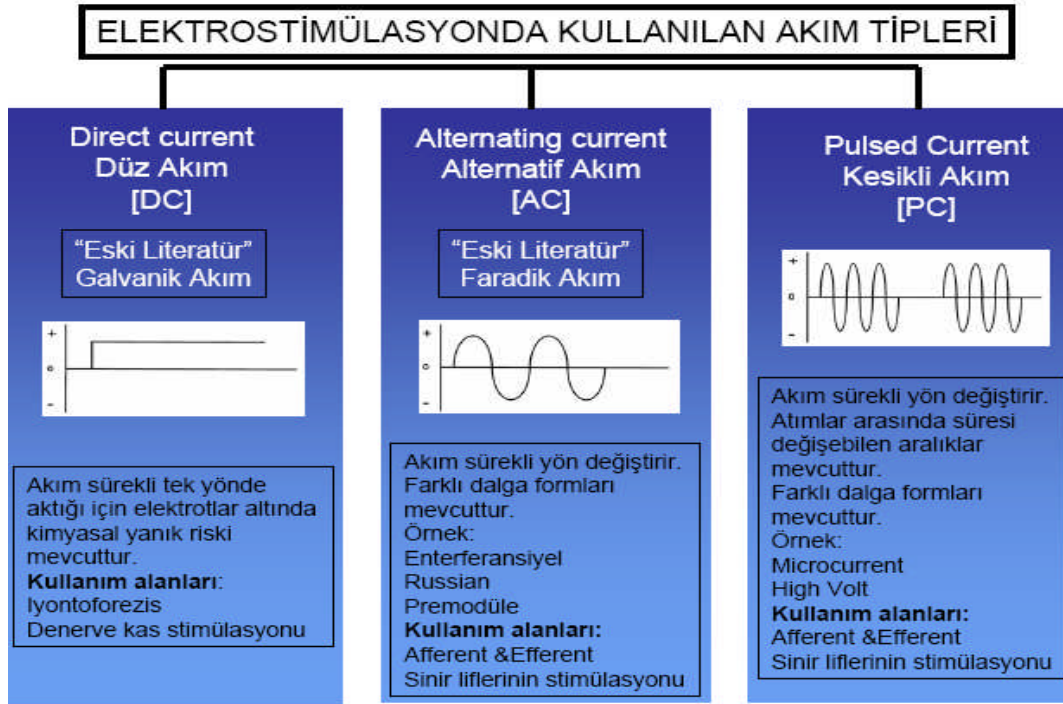 ELEKTROSTİMÜLASYONDA KULLANILAN AKIM TİPLERİ
Direct current
Düz Akım
[DC]
“Eski Literatür”
Galvanik Akım
+
o
-
Akım sürekli tek yönde
aktığı için elektrotlar altında
kimyasal yanık riski
mevcuttur.
Kullanım alanları:
Iyontoforezis
Denerve kas stimülasyonu
Alternating current
Alternatif Akım
[AC]
“Eski Literatür”
Faradik Akım
+
o
-
Akım sürekli yön değiştirir.
Farklı dalga formları
mevcuttur.
Örnek:
Enterferansiyel
Russian
Premodüle
Kullanım alanları:
Afferent &Efferent
Sinir liflerinin stimülasyonu
Pulsed Current
Kesikli Akım
[PC]
+
o
-
Akım sürekli yön değiştirir.
Atımlar arasında süresi
değişebilen aralıklar
mevcuttur.
Farklı dalga formları
mevcuttur.
Örnek:
Microcurrent
High Volt
Kullanım alanları:
Afferent &Efferent
Sinir liflerinin stimülasyonu